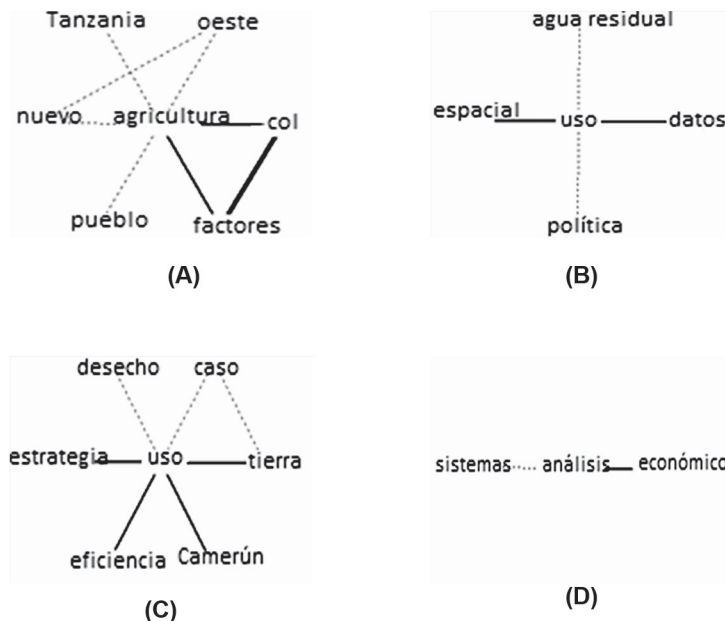 Tanzania oeste
nuevo agricultura col
pueblo factores
(A)
agua residual
espacial uso datos
política
(B)
desecho caso
estrategia uso tierra
eficiencia Camerún
(C)
sistemas análisis económico
(D)